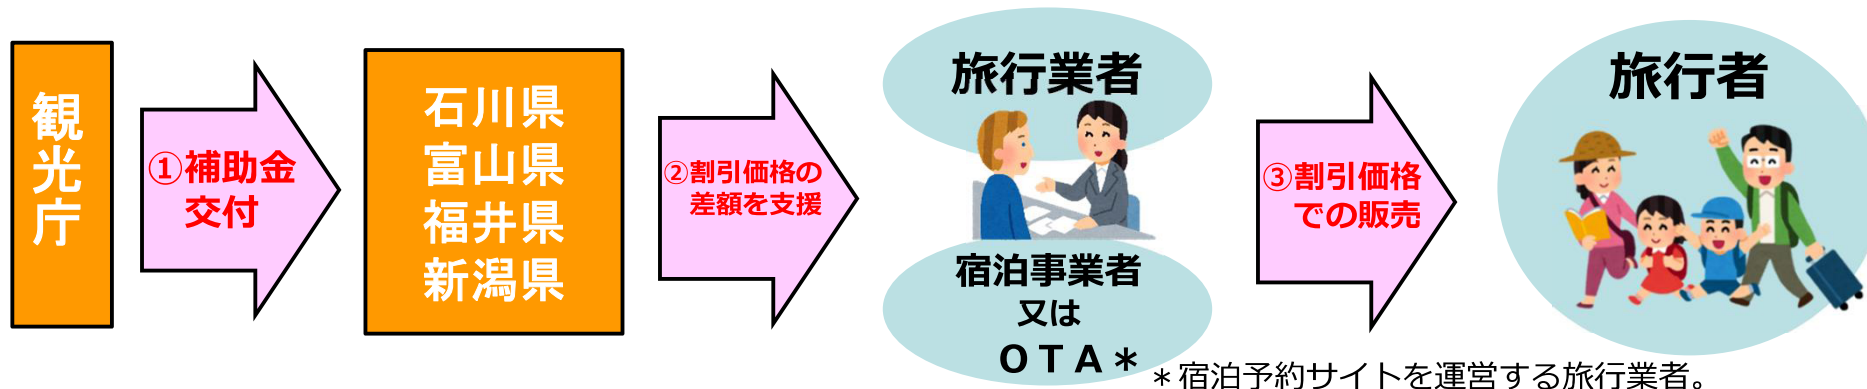 観光庁
①補助金
交付
石川県
富山県
福井県
新潟県
②割引価格の
差額を支援
旅行業者
宿泊事業者
又は
ＯＴＡ＊
③割引価格
での販売
旅行者
＊宿泊予約サイトを運営する旅行業者。